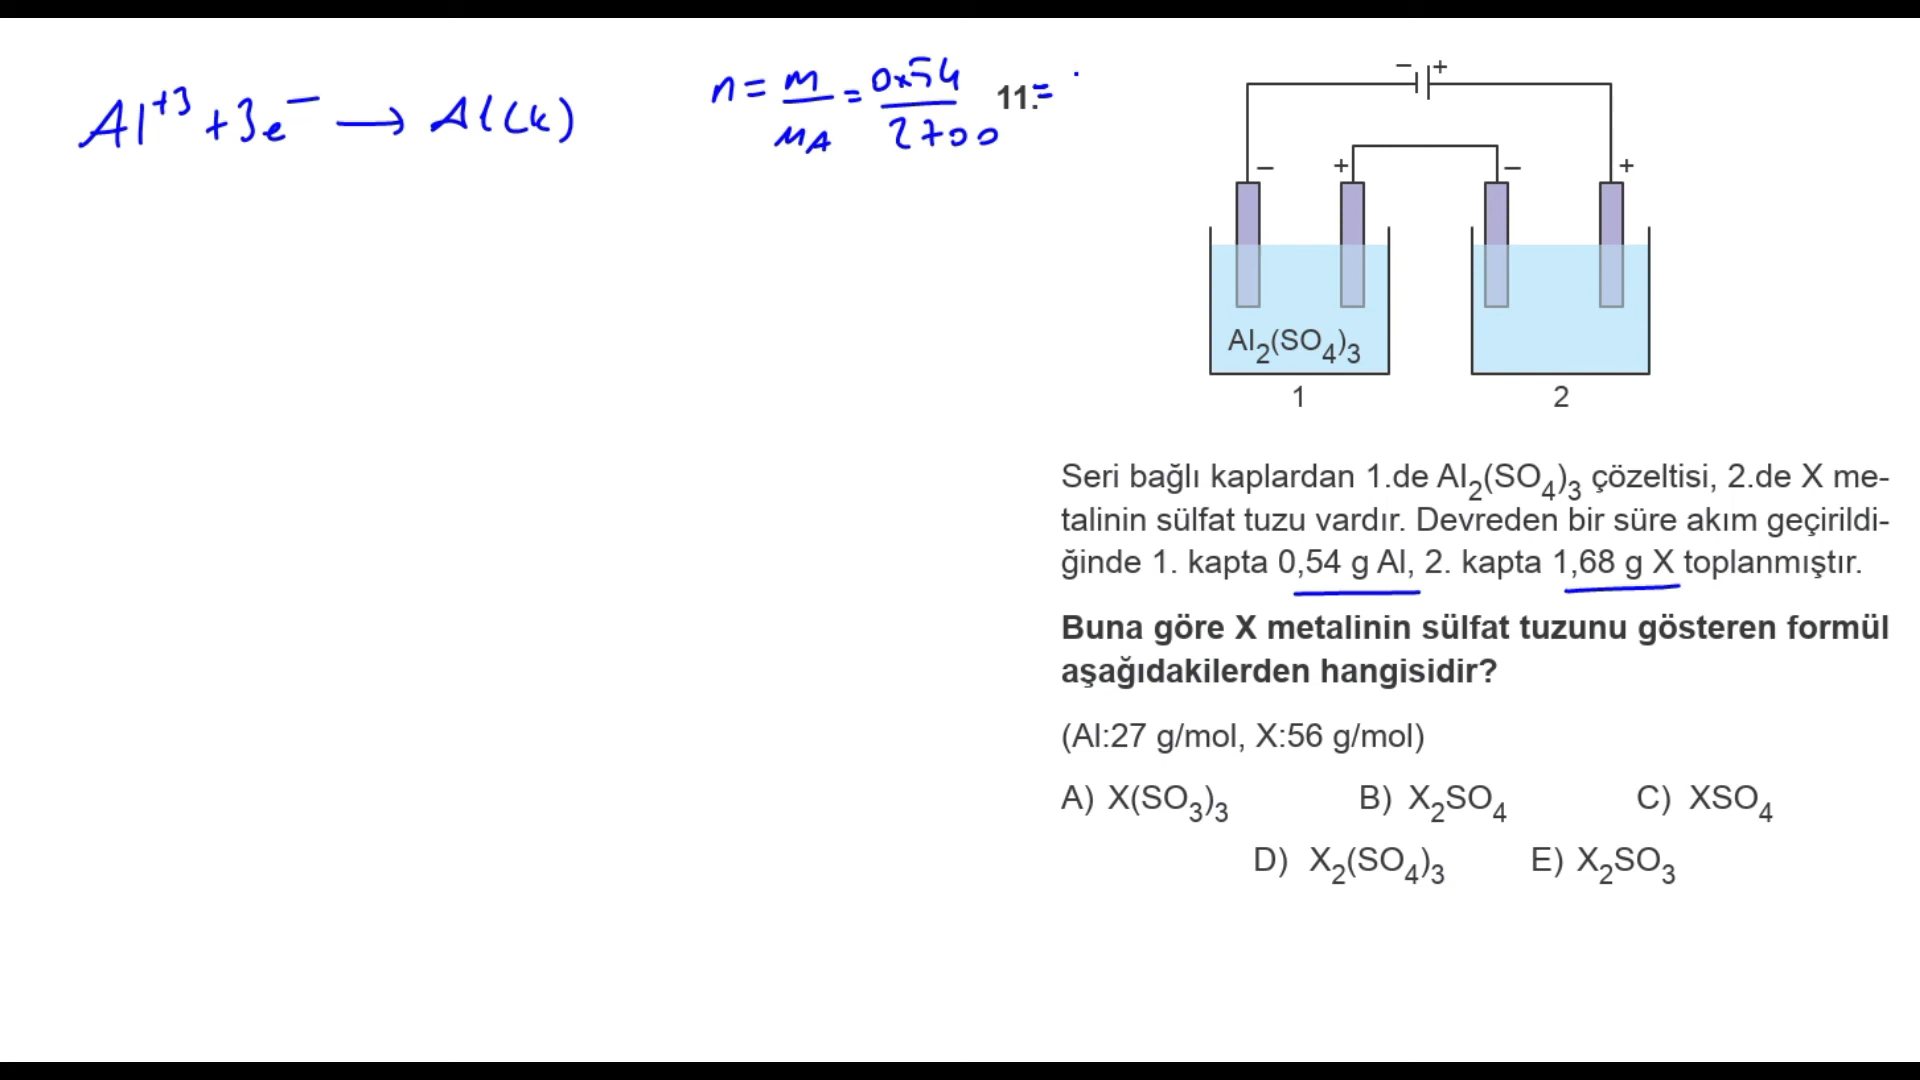 Al⁺³ + 3e⁻ → Al(k)
n = m / MA = 0x54 / 2700 =
11.
− +
− + − +
Al₂(SO₄)₃
1 2
Seri bağlı kaplardan 1.de Al₂(SO₄)₃ çözeltisi, 2.de X me-
talinin sülfat tuzu vardır. Devreden bir süre akım geçirildi-
ğinde 1. kapta 0,54 g Al, 2. kapta 1,68 g X toplanmıştır.
Buna göre X metalinin sülfat tuzunu gösteren formül
aşağıdakilerden hangisidir?
(Al:27 g/mol, X:56 g/mol)
A) X(SO₃)₃ B) X₂SO₄ C) XSO₄
D) X₂(SO₄)₃ E) X₂SO₃